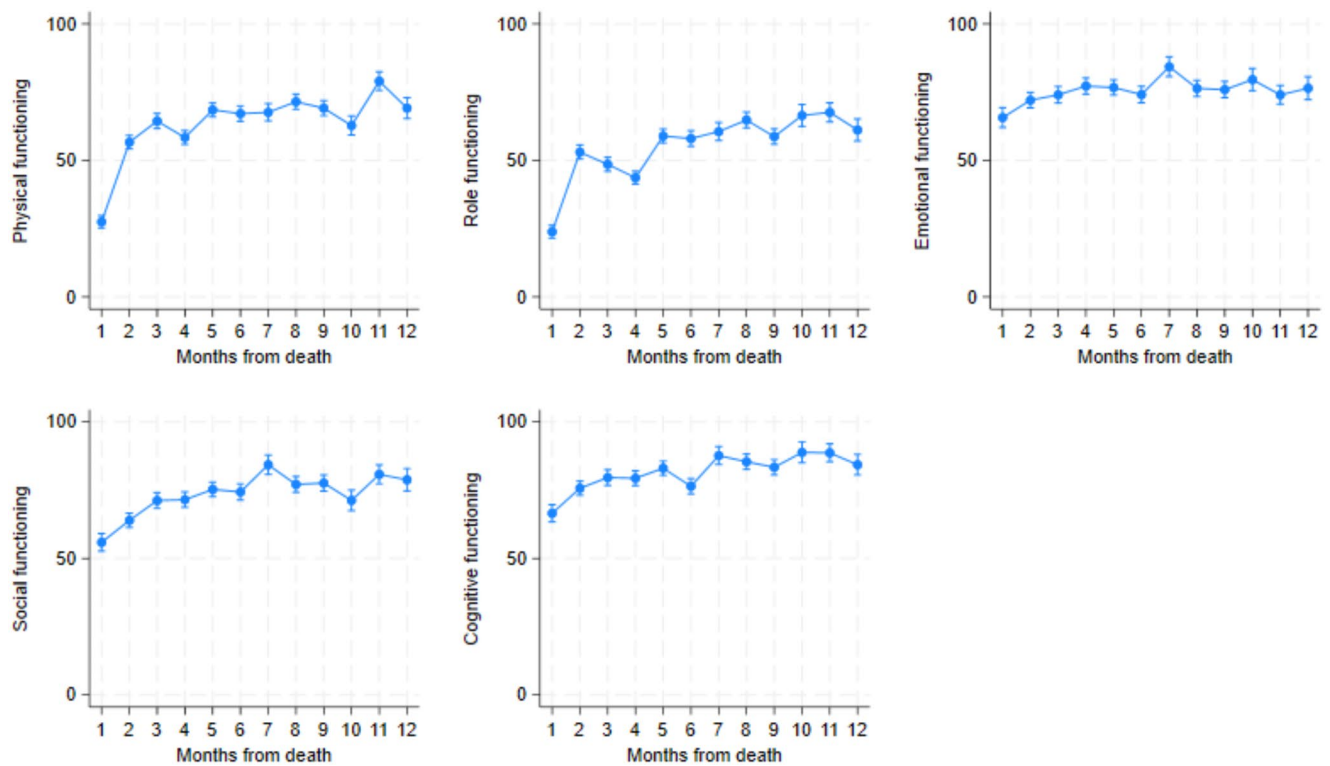 Physical functioning
100
50
0
1 2 3 4 5 6 7 8 9 10 11 12
Months from death
Role functioning
100
50
0
1 2 3 4 5 6 7 8 9 10 11 12
Months from death
Emotional functioning
100
50
0
1 2 3 4 5 6 7 8 9 10 11 12
Months from death
Social functioning
100
50
0
1 2 3 4 5 6 7 8 9 10 11 12
Months from death
Cognitive functioning
100
50
0
1 2 3 4 5 6 7 8 9 10 11 12
Months from death